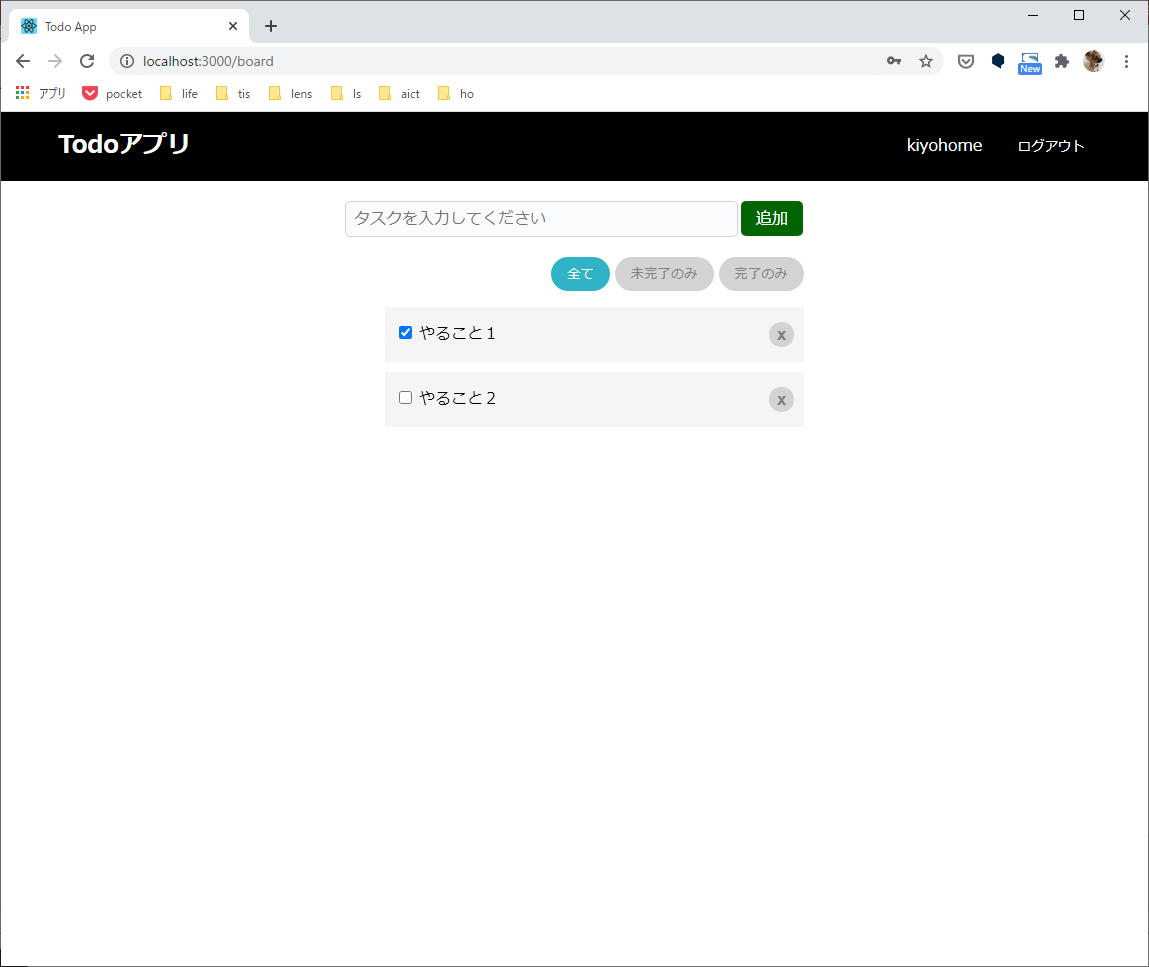 Todo App
localhost:3000/board
New
アプリ pocket life tis lens ls aict ho
Todoアプリ kiyohome ログアウト
タスクを入力してください 追加
全て 未完了のみ 完了のみ
やること１ x
やること２ x